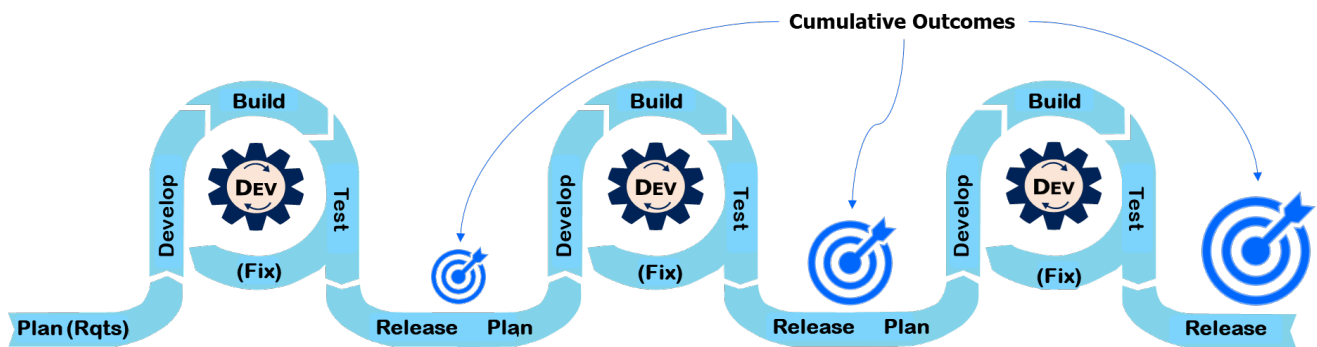 Cumulative Outcomes
Plan (Rqts)
Develop
Build
DEV
Test
(Fix)
Release Plan
Develop
Build
DEV
Test
(Fix)
Release Plan
Develop
Build
DEV
Test
(Fix)
Release